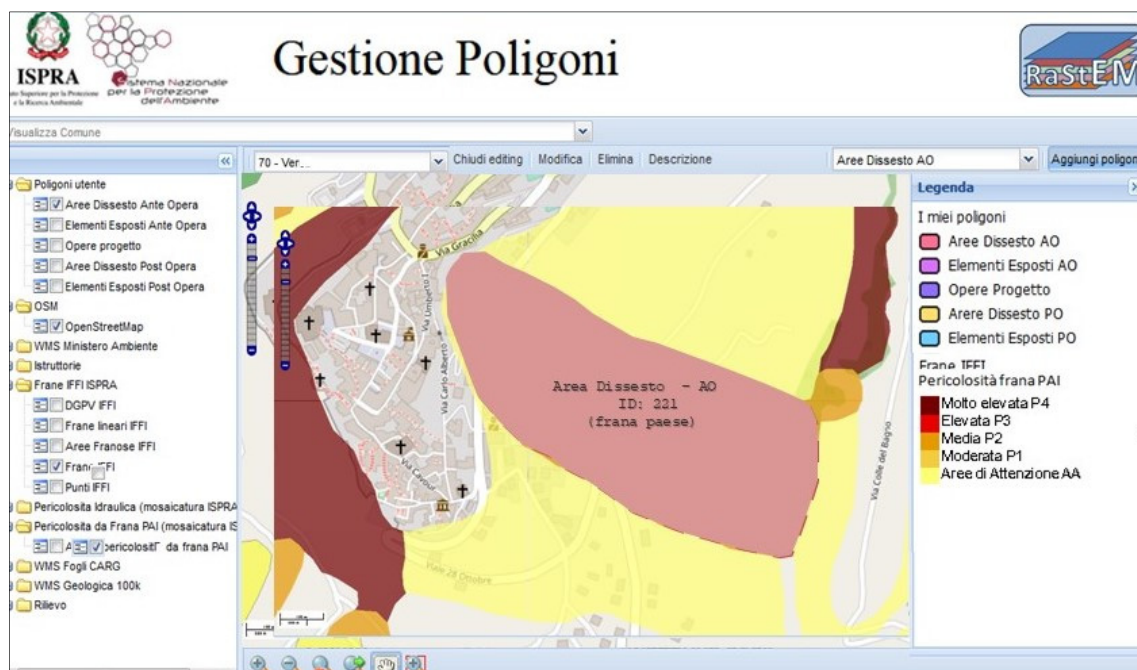 ISPRA
Sistema Nazionale
per la Protezione
dell'Ambiente
Gestione Poligoni
RaStEM
Visualizza Comune
70 - Ver...
Chiudi editing
Modifica
Elimina
Descrizione
Aree Dissesto AO
Aggiungi poligon
Poligoni utente
Aree Dissesto Ante Opera
Elementi Esposti Ante Opera
Opere progetto
Aree Dissesto Post Opera
Elementi Esposti Post Opera
OSM
OpenStreetMap
WMS Ministero Ambiente
Istruttorie
Frane IFFI ISPRA
DGPV IFFI
Frane lineari IFFI
Aree Franose IFFI
Frane IFFI
Punti IFFI
Pericolosita Idraulica (mosaicatura ISPRA
Pericolosita da Frana PAI (mosaicatura IS
da frana PAI
WMS Fogli CARG
WMS Geologica 100k
Rilievo
Via Gracilia
Via Umberto I
Via Carlo Alberto
Via Cavour
Viale 28 Ottobre
Via Colle del Bagno
Area Dissesto - AO
ID: 221
(frana paese)
Legenda
I miei poligoni
Aree Dissesto AO
Elementi Esposti AO
Opere Progetto
Arere Dissesto PO
Elementi Esposti PO
Frane IFFI
Pericolosità frana PAI
Molto elevata P4
Elevata P3
Media P2
Moderata P1
Aree di Attenzione AA